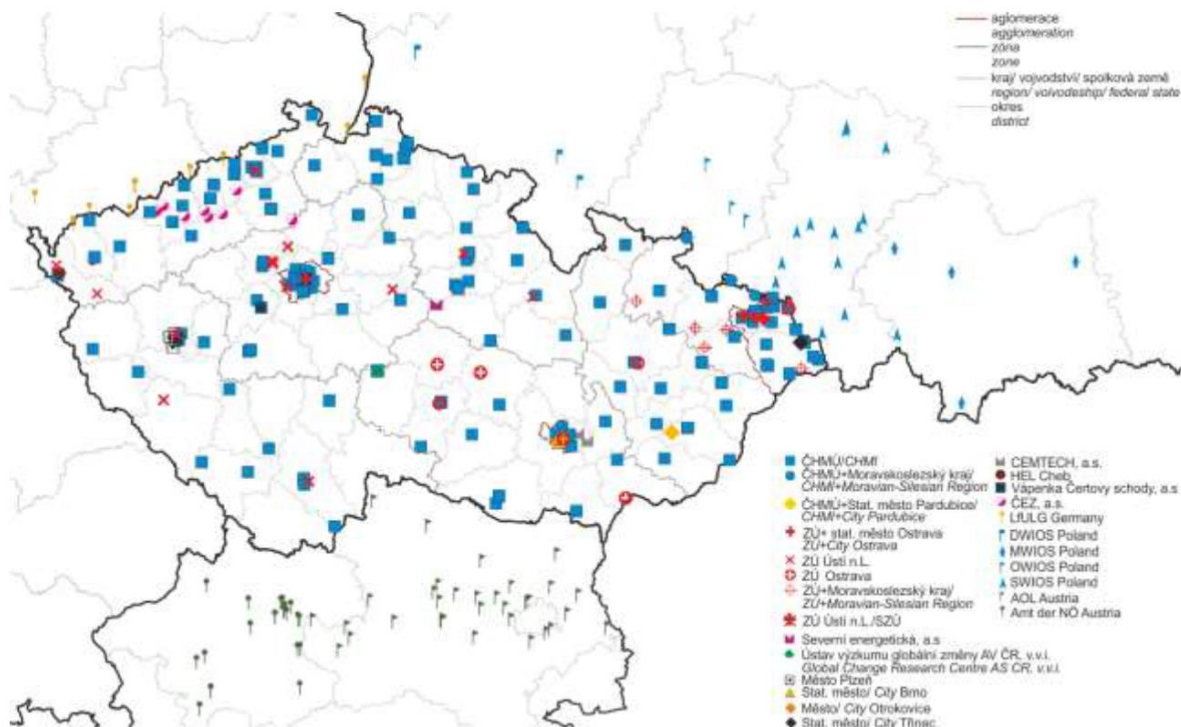 aglomerace
agglomeration
zóna
zone
kraj/ vojvodství/ spolková země
region/ voivodeship/ federal state
okres
district
ČHMÚ/CHMI
ČHMÚ+Moravskoslezský kraj/
CHMI+Moravian-Silesian Region
ČHMÚ+Stat. město Pardubice/
CHMI+City Pardubice
ZÚ+ stat. město Ostrava
ZÚ+City Ostrava
ZÚ Ústí n.L.
ZÚ Ostrava
ZÚ+Moravskoslezský kraj/
ZÚ+Moravian-Silesian Region
ZÚ Ústí n.L./SZÚ
Severní energetická, a.s
Ústav výzkumu globální změny AV ČR, v.v.i.
Global Change Research Centre AS CR, v.v.i.
Město Plzeň
Stat. město/ City Brno
Město/ City Otrokovice
Stat. město/ City Třinec
CEMTECH, a.s.
HEL Cheb
Vápenka Čertovy schody, a.s
ČEZ, a.s.
LfULG Germany
DWIOS Poland
MWIOS Poland
OWIOS Poland
SWIOS Poland
AOL Austria
Amt der NÖ Austria